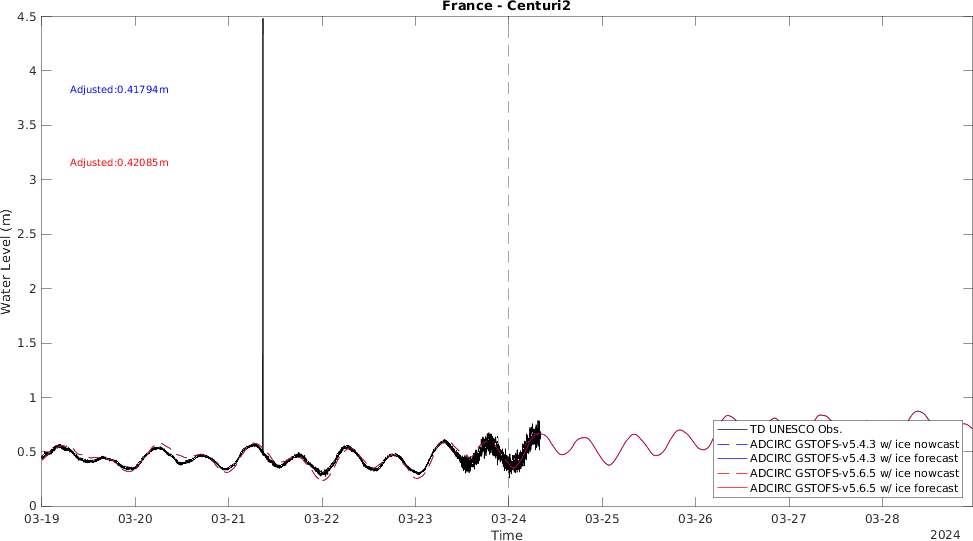 France - Centuri2
4.5
4
3.5
3
2.5
2
1.5
1
0.5
0
Water Level (m)
Adjusted:0.41794m
Adjusted:0.42085m
TD UNESCO Obs.
ADCIRC GSTOFS-v5.4.3 w/ ice nowcast
ADCIRC GSTOFS-v5.4.3 w/ ice forecast
ADCIRC GSTOFS-v5.6.5 w/ ice nowcast
ADCIRC GSTOFS-v5.6.5 w/ ice forecast
03-19 03-20 03-21 03-22 03-23 03-24 03-25 03-26 03-27 03-28
Time
2024